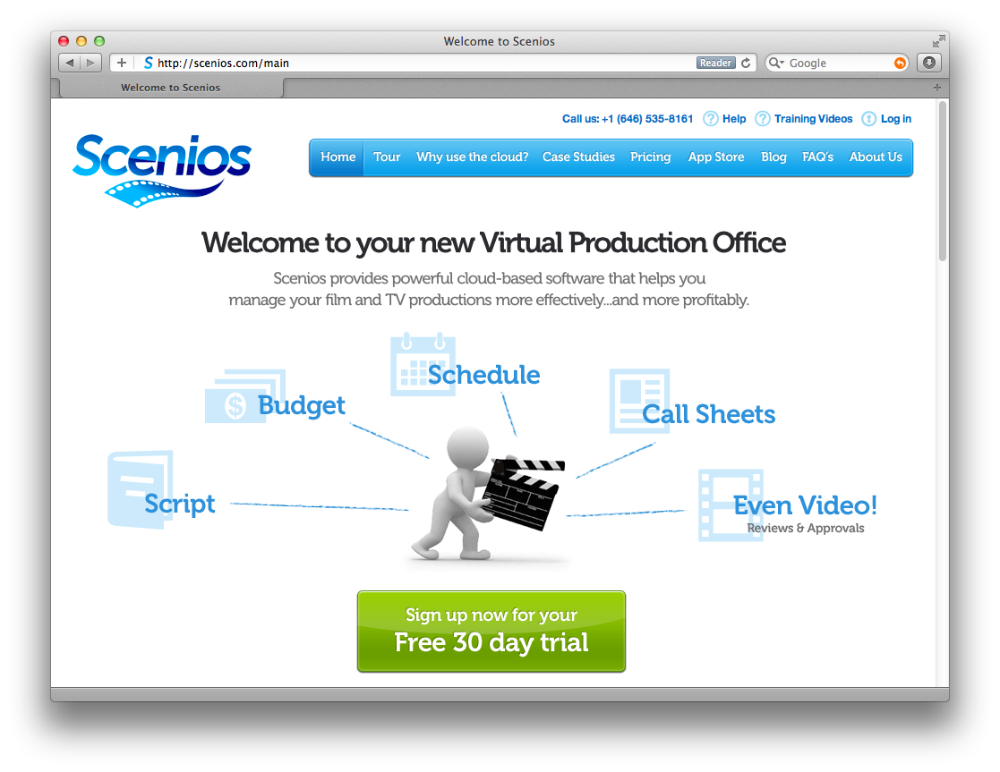 Welcome to Scenios
http://scenios.com/main
Reader
Google
Welcome to Scenios
Call us: +1 (646) 535-8161
Help
Training Videos
Log in
Scenios
Home
Tour
Why use the cloud?
Case Studies
Pricing
App Store
Blog
FAQ's
About Us
Welcome to your new Virtual Production Office
Scenios provides powerful cloud-based software that helps you
manage your film and TV productions more effectively...and more profitably.
Schedule
Budget
Call Sheets
Script
Even Video!
Reviews & Approvals
Sign up now for your
Free 30 day trial